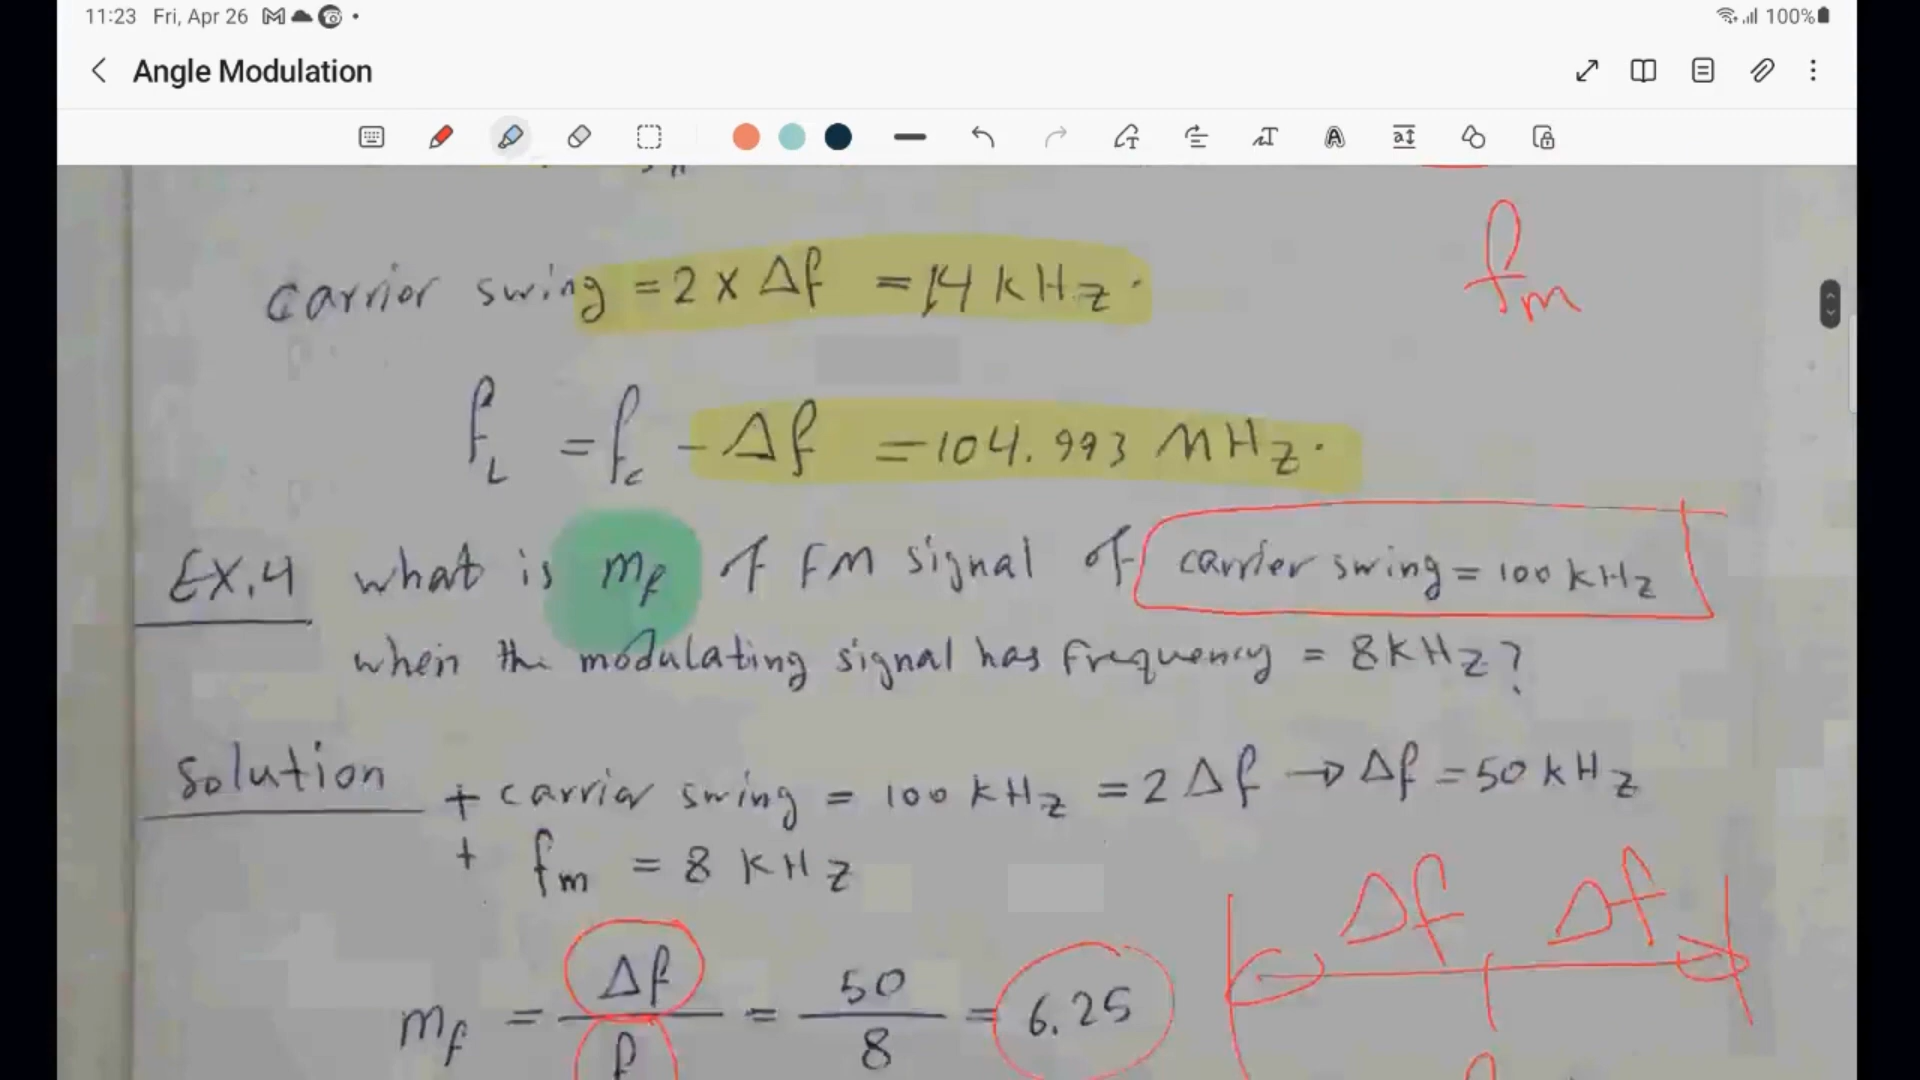 11:23 Fri, Apr 26 100%
Angle Modulation
fm
carrier swing = 2 x Δf = 14 kHz.
fL = fc - Δf = 104.993 MHz.
EX.4 what is mf of FM signal of carrier swing = 100 kHz
when the modulating signal has frequency = 8 kHz?
Solution + carrier swing = 100 kHz = 2 Δf → Δf = 50 kHz
+ fm = 8 kHz
Δf Δf
mf = Δf / f = 50 / 8 = 6.25